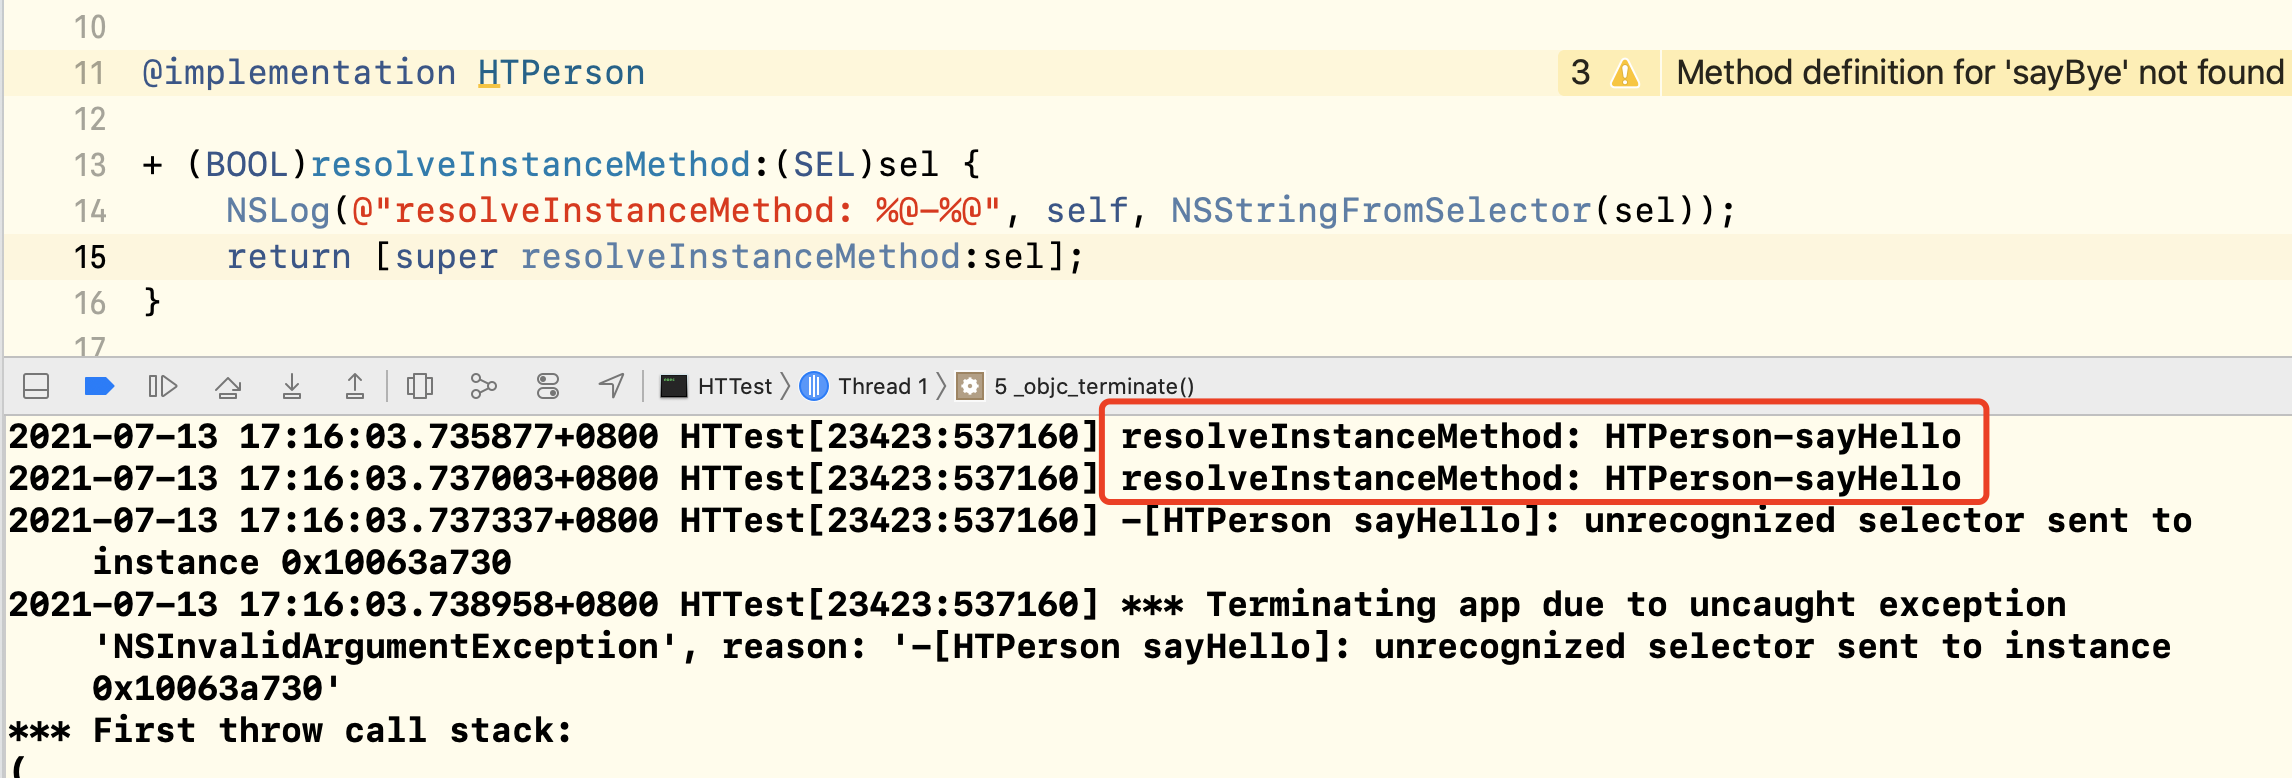 10
11 @implementation HTPerson 3 Method definition for 'sayBye' not found
12
13 + (BOOL)resolveInstanceMethod:(SEL)sel {
14 NSLog(@"resolveInstanceMethod: %@-%@", self, NSStringFromSelector(sel));
15 return [super resolveInstanceMethod:sel];
16 }
17
HTTest Thread 1 5 _objc_terminate()
2021-07-13 17:16:03.735877+0800 HTTest[23423:537160] resolveInstanceMethod: HTPerson-sayHello
2021-07-13 17:16:03.737003+0800 HTTest[23423:537160] resolveInstanceMethod: HTPerson-sayHello
2021-07-13 17:16:03.737337+0800 HTTest[23423:537160] -[HTPerson sayHello]: unrecognized selector sent to
instance 0x10063a730
2021-07-13 17:16:03.738958+0800 HTTest[23423:537160] *** Terminating app due to uncaught exception
'NSInvalidArgumentException', reason: '-[HTPerson sayHello]: unrecognized selector sent to instance
0x10063a730'
*** First throw call stack:
(